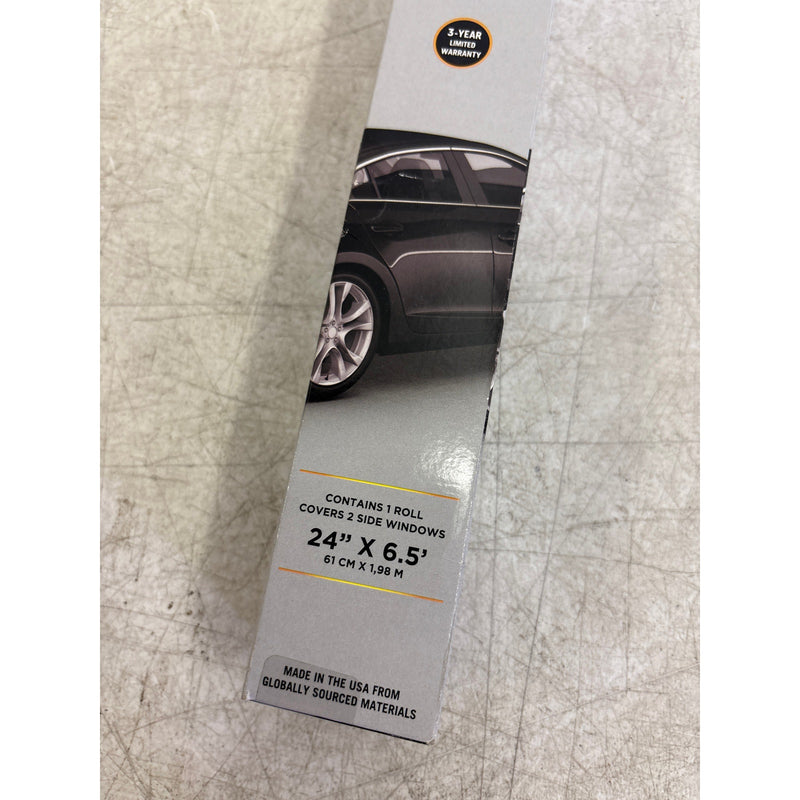 3-YEAR
LIMITED
WARRANTY
CONTAINS 1 ROLL
COVERS 2 SIDE WINDOWS
24” X 6.5’
61 CM X 1,98 M
MADE IN THE USA FROM
GLOBALLY SOURCED MATERIALS